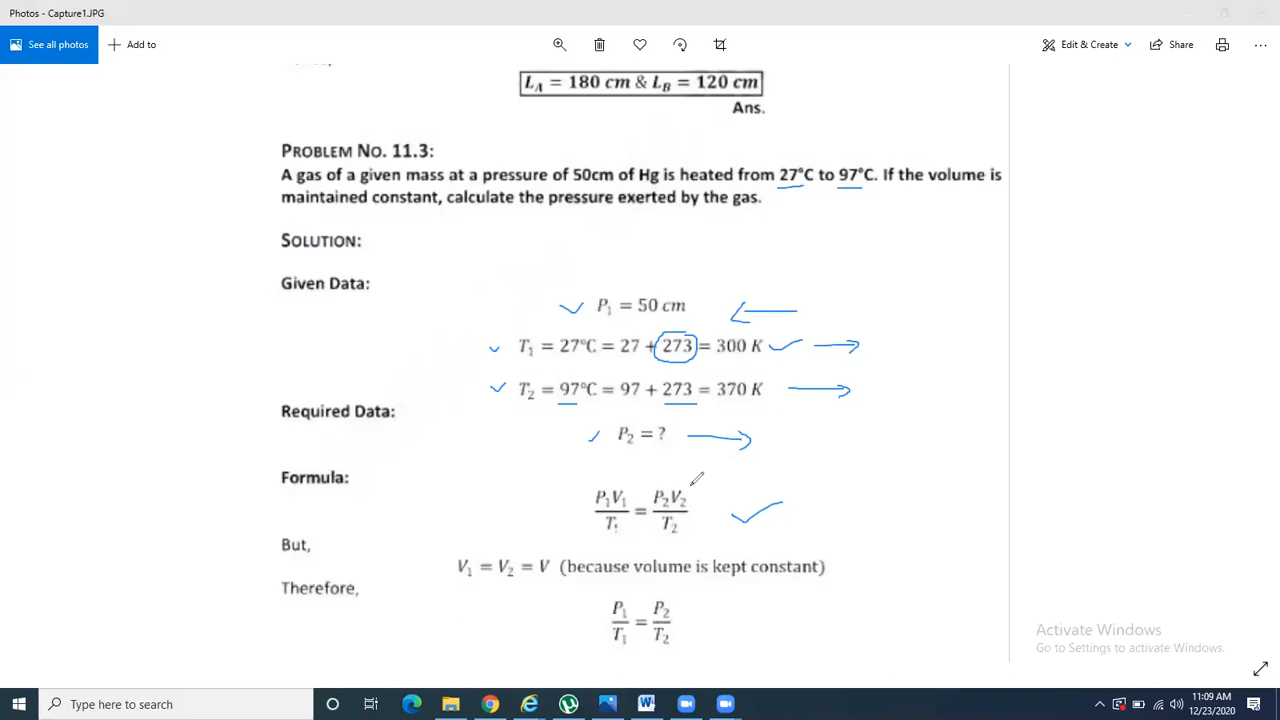 Photos - Capture1.JPG
See all photos
Add to
Edit & Create
Share
L_A = 180 cm & L_B = 120 cm
Ans.
PROBLEM NO. 11.3:
A gas of a given mass at a pressure of 50cm of Hg is heated from 27°C to 97°C. If the volume is
maintained constant, calculate the pressure exerted by the gas.
SOLUTION:
Given Data:
P₁ = 50 cm
T₁ = 27°C = 27 + 273 = 300 K
T₂ = 97°C = 97 + 273 = 370 K
Required Data:
P₂ = ?
Formula:
P₁V₁/T₁ = P₂V₂/T₂
But,
V₁ = V₂ = V (because volume is kept constant)
Therefore,
P₁/T₁ = P₂/T₂
Activate Windows
Go to Settings to activate Windows.
Type here to search
11:09 AM
12/23/2020